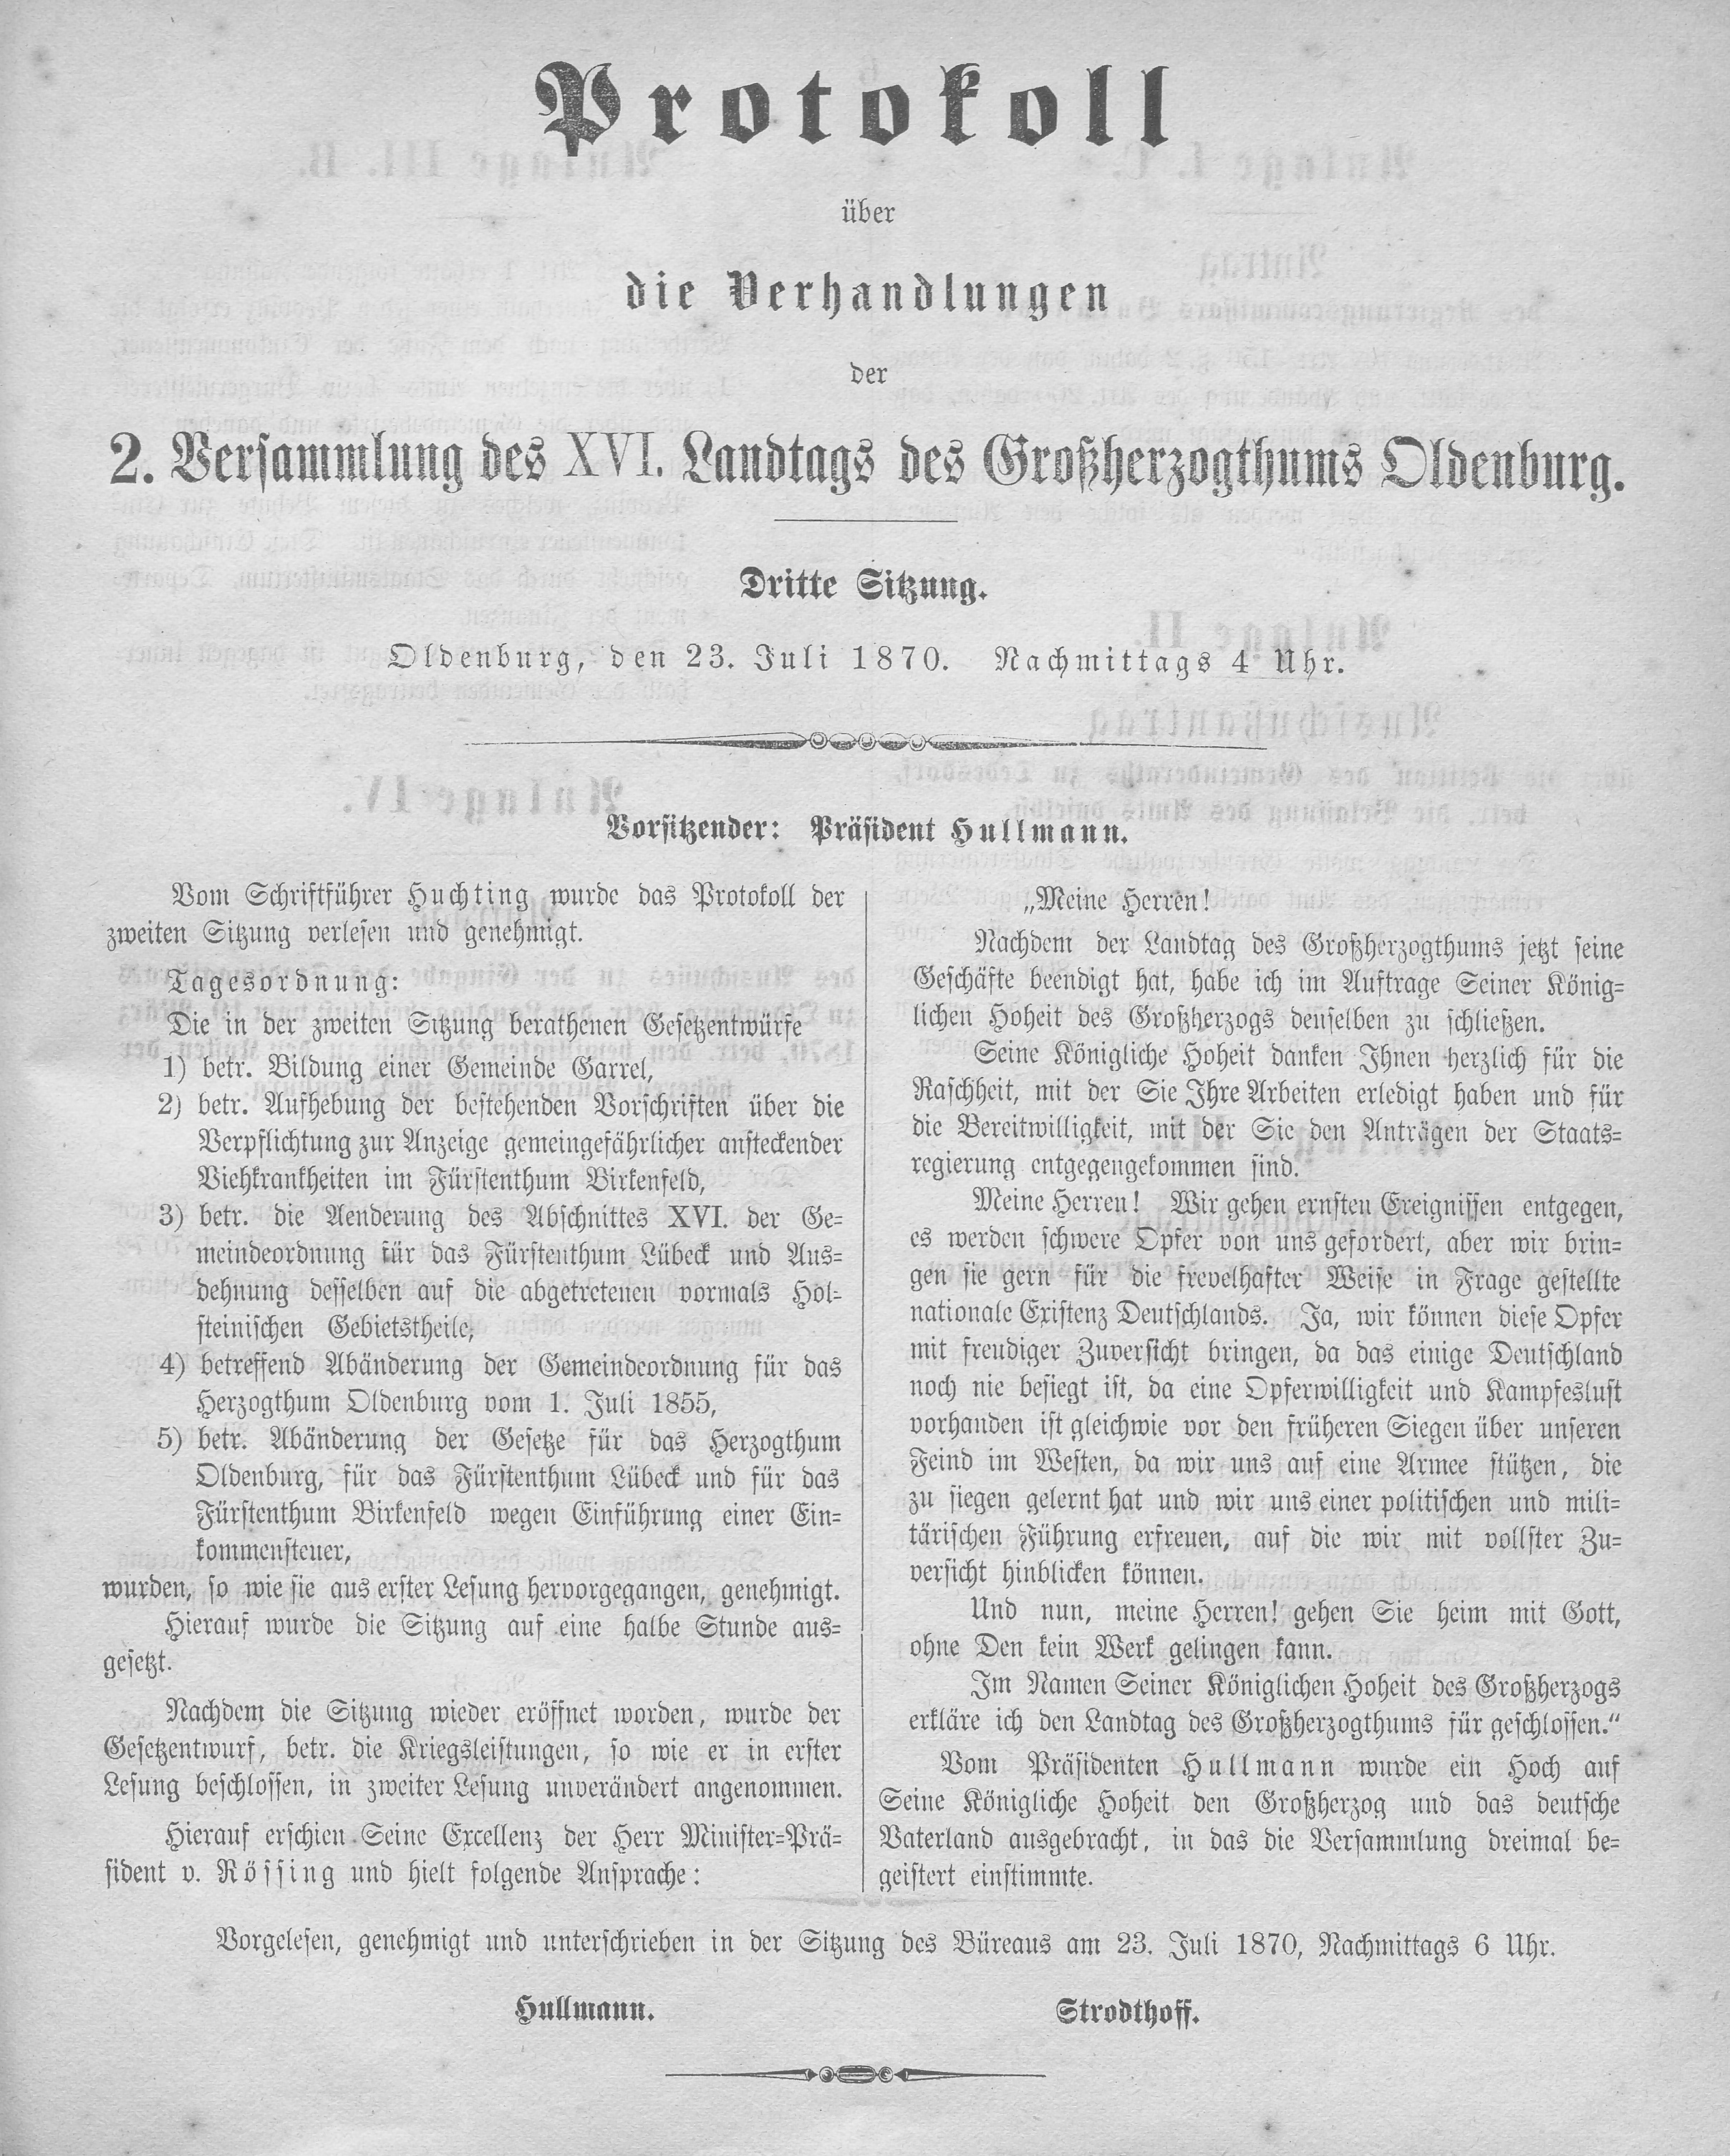 Protokoll
über
die Verhandlungen
der
2. Versammlung des XVI. Landtags des Großherzogthums Oldenburg.
Dritte Sitzung.
Oldenburg, den 23. Juli 1870. Nachmittags 4 Uhr.
Vorsitzender: Präsident Hullmann.
Vom Schriftführer Huchting wurde das Protokoll der
zweiten Sitzung verlesen und genehmigt.
Tagesordnung:
Die in der zweiten Sitzung berathenen Gesetzentwürfe
1) betr. Bildung einer Gemeinde Garrel,
2) betr. Aufhebung der bestehenden Vorschriften über die
Verpflichtung zur Anzeige gemeingefährlicher ansteckender
Viehkrankheiten im Fürstenthum Birkenfeld,
3) betr. die Aenderung des Abschnittes XVI. der Ge=
meindeordnung für das Fürstenthum Lübeck und Aus=
dehnung desselben auf die abgetretenen vormals Hol=
steinischen Gebietstheile,
4) betreffend Abänderung der Gemeindeordnung für das
Herzogthum Oldenburg vom 1. Juli 1855,
5) betr. Abänderung der Gesetze für das Herzogthum
Oldenburg, für das Fürstenthum Lübeck und für das
Fürstenthum Birkenfeld wegen Einführung einer Ein=
kommensteuer,
wurden, so wie sie aus erster Lesung hervorgegangen, genehmigt.
Hierauf wurde die Sitzung auf eine halbe Stunde aus=
gesetzt.
Nachdem die Sitzung wieder eröffnet worden, wurde der
Gesetzentwurf, betr. die Kriegsleistungen, so wie er in erster
Lesung beschlossen, in zweiter Lesung unverändert angenommen.
Hierauf erschien Seine Excellenz der Herr Minister=Prä=
sident v. Rössing und hielt folgende Ansprache:
„Meine Herren!
Nachdem der Landtag des Großherzogthums jetzt seine
Geschäfte beendigt hat, habe ich im Auftrage Seiner König=
lichen Hoheit des Großherzogs denselben zu schließen.
Seine Königliche Hoheit danken Ihnen herzlich für die
Raschheit, mit der Sie Ihre Arbeiten erledigt haben und für
die Bereitwilligkeit, mit der Sie den Anträgen der Staats=
regierung entgegengekommen sind.
Meine Herren! Wir gehen ernsten Ereignissen entgegen,
es werden schwere Opfer von uns gefordert, aber wir brin=
gen sie gern für die frevelhafter Weise in Frage gestellte
nationale Existenz Deutschlands. Ja, wir können diese Opfer
mit freudiger Zuversicht bringen, da das einige Deutschland
noch nie besiegt ist, da eine Opferwilligkeit und Kampfeslust
vorhanden ist gleichwie vor den früheren Siegen über unseren
Feind im Westen, da wir uns auf eine Armee stützen, die
zu siegen gelernt hat und wir uns einer politischen und mili=
tärischen Führung erfreuen, auf die wir mit vollster Zu=
versicht hinblicken können.
Und nun, meine Herren! gehen Sie heim mit Gott,
ohne Den kein Werk gelingen kann.
Im Namen Seiner Königlichen Hoheit des Großherzogs
erkläre ich den Landtag des Großherzogthums für geschlossen.“
Vom Präsidenten Hullmann wurde ein Hoch auf
Seine Königliche Hoheit den Großherzog und das deutsche
Vaterland ausgebracht, in das die Versammlung dreimal be=
geistert einstimmte.
Vorgelesen, genehmigt und unterschrieben in der Sitzung des Büreaus am 23. Juli 1870, Nachmittags 6 Uhr.
Hullmann. Strodthoff.